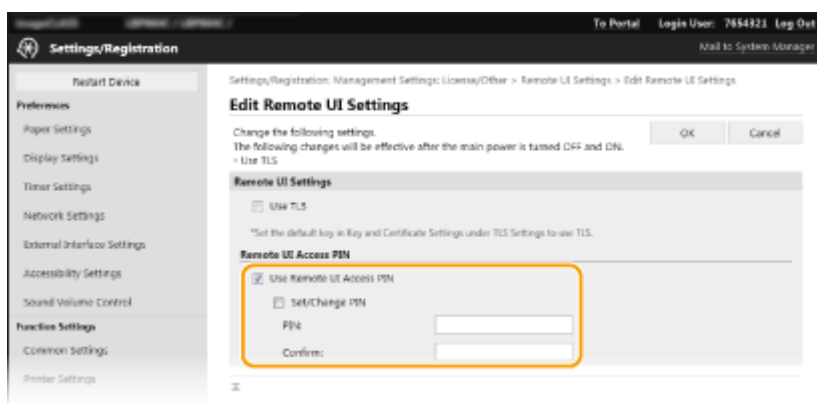 To Portal Login User: 7654321 Log Out
Settings/Registration
Mail to System Manager
Restart Device
Preferences
Paper Settings
Display Settings
Timer Settings
Network Settings
External Interface Settings
Accessibility Settings
Sound Volume Control
Function Settings
Common Settings
Printer Settings
Settings/Registration: Management Settings: License/Other > Remote UI Settings > Edit Remote UI Settings
Edit Remote UI Settings
Change the following settings.
The following changes will be effective after the main power is turned OFF and ON.
- Use TLS
OK Cancel
Remote UI Settings
Use TLS
*Set the default key in Key and Certificate Settings under TLS Settings to use TLS.
Remote UI Access PIN
Use Remote UI Access PIN
Set/Change PIN
PIN:
Confirm: